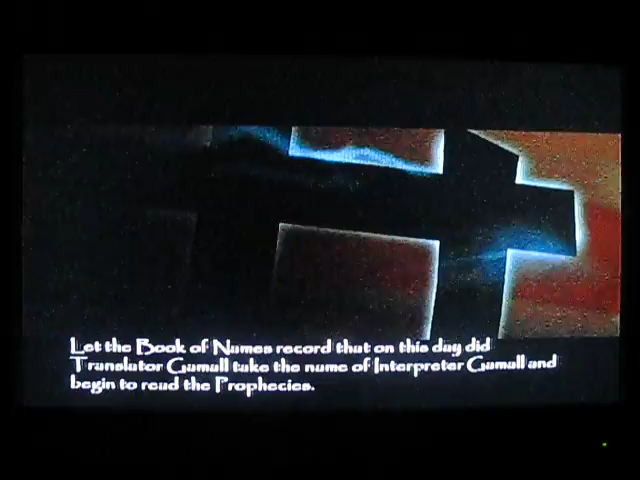 Let the Book of Names record that on this day did
Translator Gamall take the name of Interpreter Gamall and
begin to read the Prophecies.